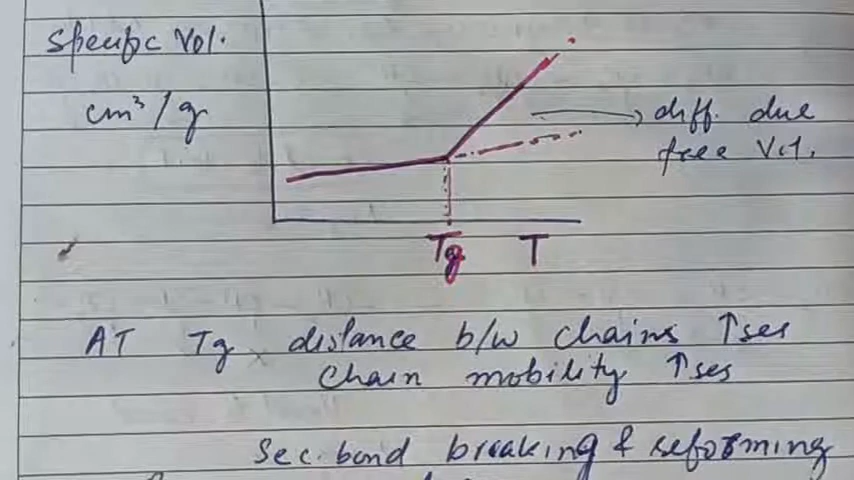 Specific Vol.
cm³/g
diff. due
free Vol.
Tg T
AT Tg distance b/w chains ↑ses
Chain mobility ↑ses
Sec. bond breaking & reforming